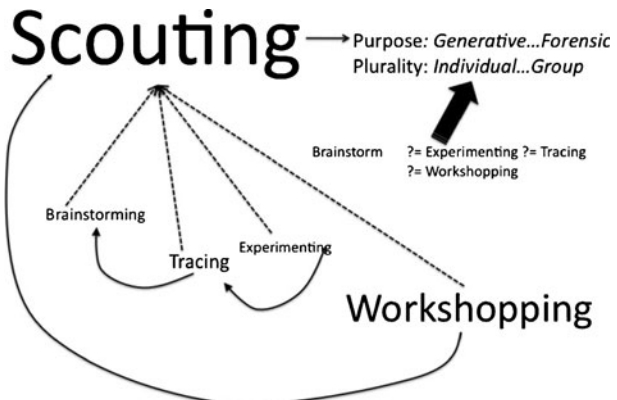 Scouting
Purpose: Generative...Forensic
Plurality: Individual...Group
Brainstorm ?= Experimenting ?= Tracing
?= Workshopping
Brainstorming
Tracing
Experimenting
Workshopping